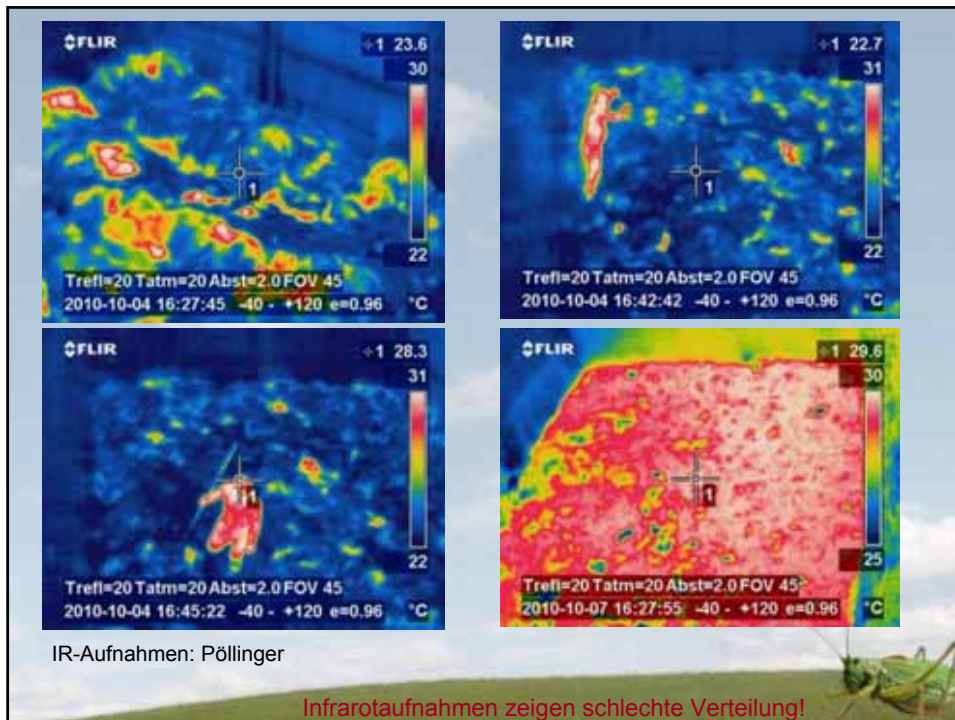 FLIR
÷1 23.6
30
22
Trefl=20 Tatm=20 Abst=2.0 FOV 45
2010-10-04 16:27:45 -40 - +120 e=0.96 °C
1
FLIR
÷1 22.7
31
22
Trefl=20 Tatm=20 Abst=2.0 FOV 45
2010-10-04 16:42:42 -40 - +120 e=0.96 °C
1
FLIR
÷1 28.3
31
22
Trefl=20 Tatm=20 Abst=2.0 FOV 45
2010-10-04 16:45:22 -40 - +120 e=0.96 °C
1
FLIR
÷1 29.6
30
25
Trefl=20 Tatm=20 Abst=2.0 FOV 45
2010-10-07 16:27:55 -40 - +120 e=0.96 °C
1
IR-Aufnahmen: Pöllinger
Infrarotaufnahmen zeigen schlechte Verteilung!